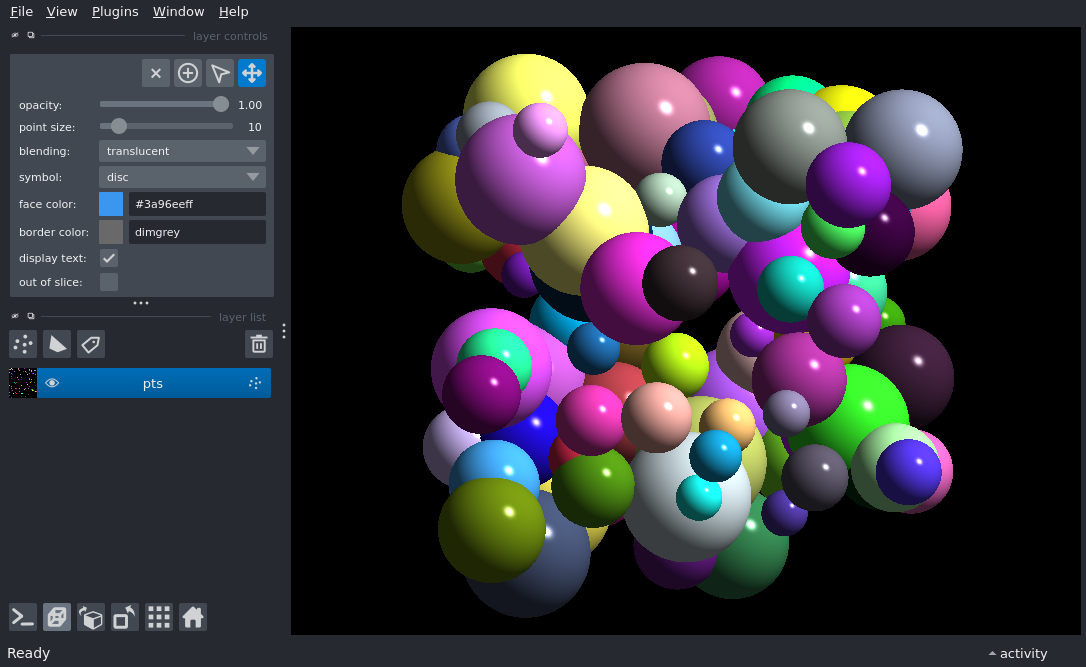 File View Plugins Window Help
layer controls
opacity: 1.00
point size: 10
blending: translucent
symbol: disc
face color: #3a96eeff
border color: dimgrey
display text:
out of slice:
layer list
pts
Ready
activity